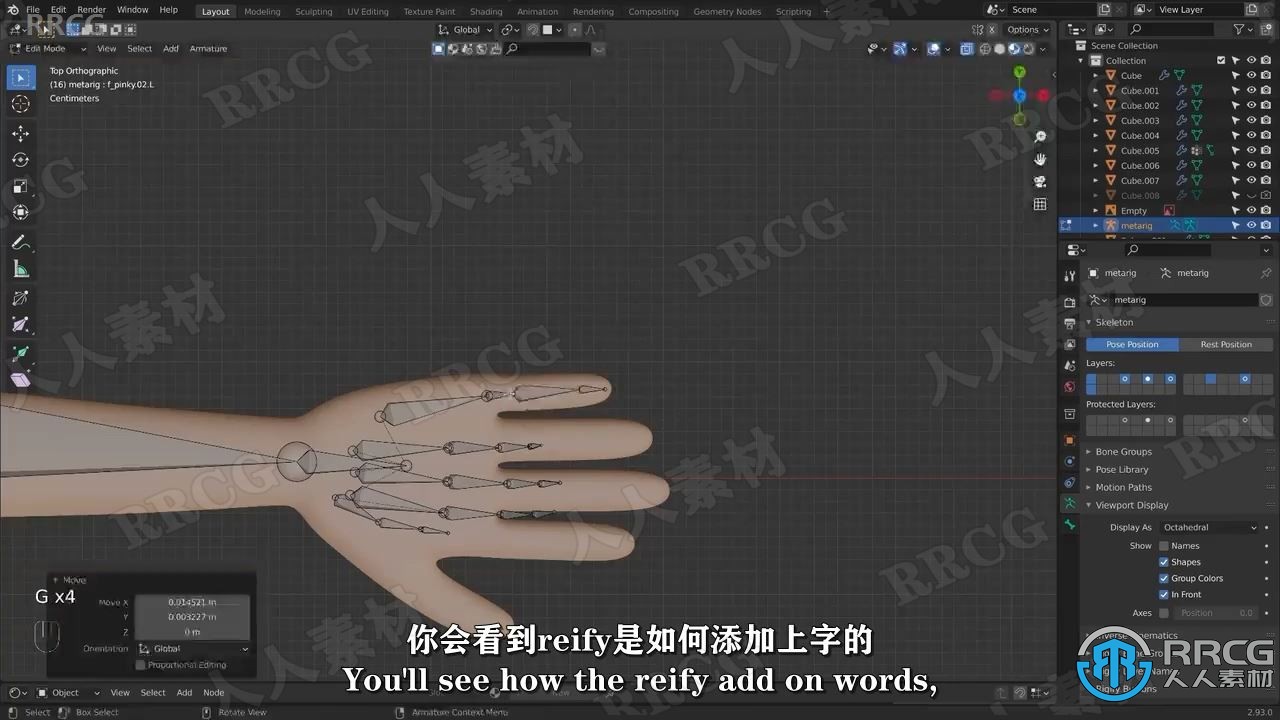 File Edit Render Window Help Layout Modeling Sculpting UV Editing Texture Paint Shading Animation Rendering Compositing Geometry Nodes Scripting + Scene View Layer
Global Options
Edit Mode View Select Add Armature
Top Orthographic
(16) metarig : f_pinky.02.L
Centimeters
Scene Collection
Collection
Cube
Cube.001
Cube.002
Cube.003
Cube.004
Cube.005
Cube.006
Cube.007
Cube.008
Empty
metarig
metarig metarig
metarig
Skeleton
Pose Position Rest Position
Layers:
Protected Layers:
Bone Groups
Pose Library
Motion Paths
Viewport Display
Display As Octahedral
Show Names
Shapes
Group Colors
In Front
Axes Position 0.0
Move
G x4
Move X 0.014521 m
Y 0.003227 m
Z 0 m
Orientation Global
Proportional Editing
你会看到reify是如何添加上字的
You'll see how the reify add on words,
Object View Select Add Node
Select Box Select Rotate View Armature Context Menu 2.93.0
RRCG
人人素材